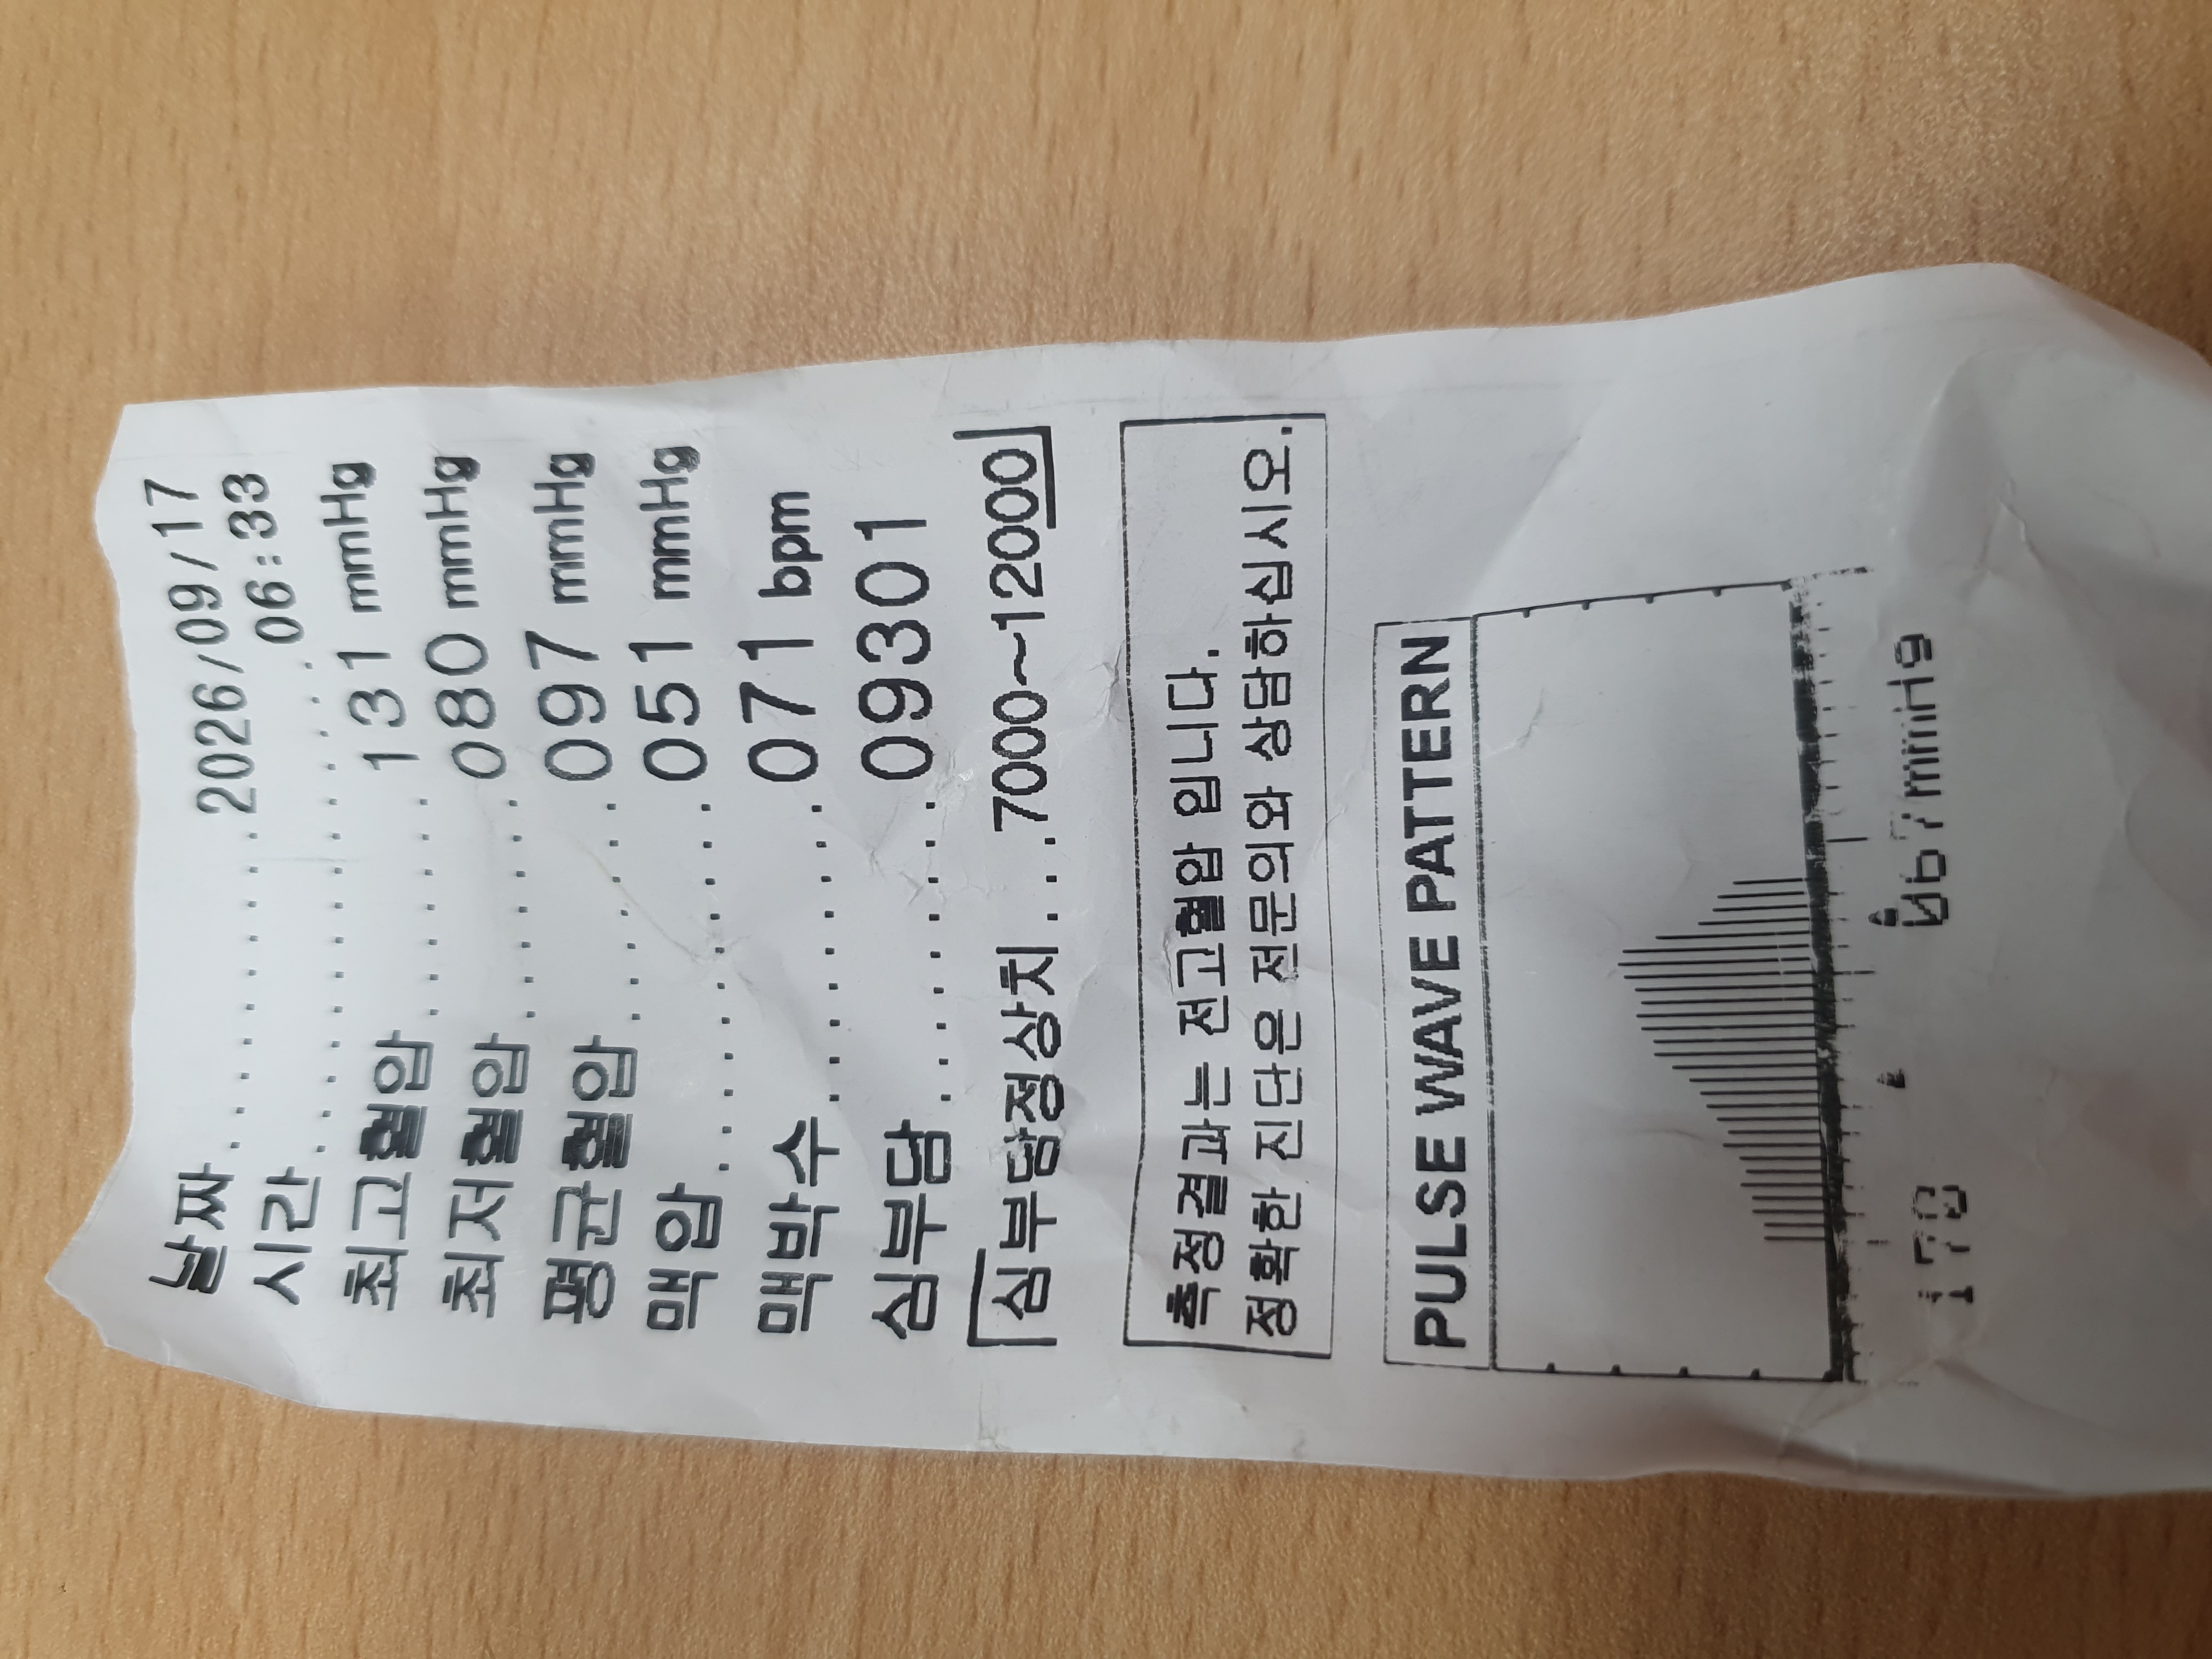 날짜..............2026/09/17
시간..................06:33
최고혈압.........131 mmHg
최저혈압.........080 mmHg
평균혈압.........097 mmHg
맥압..............051 mmHg
맥박수...........071 bpm
심부담...........09301
심부담정상치...7000~12000
측정결과는 전고혈압 입니다.
정확한 진단은 전문의와 상담하십시오.
PULSE WAVE PATTERN
170 067mmHg